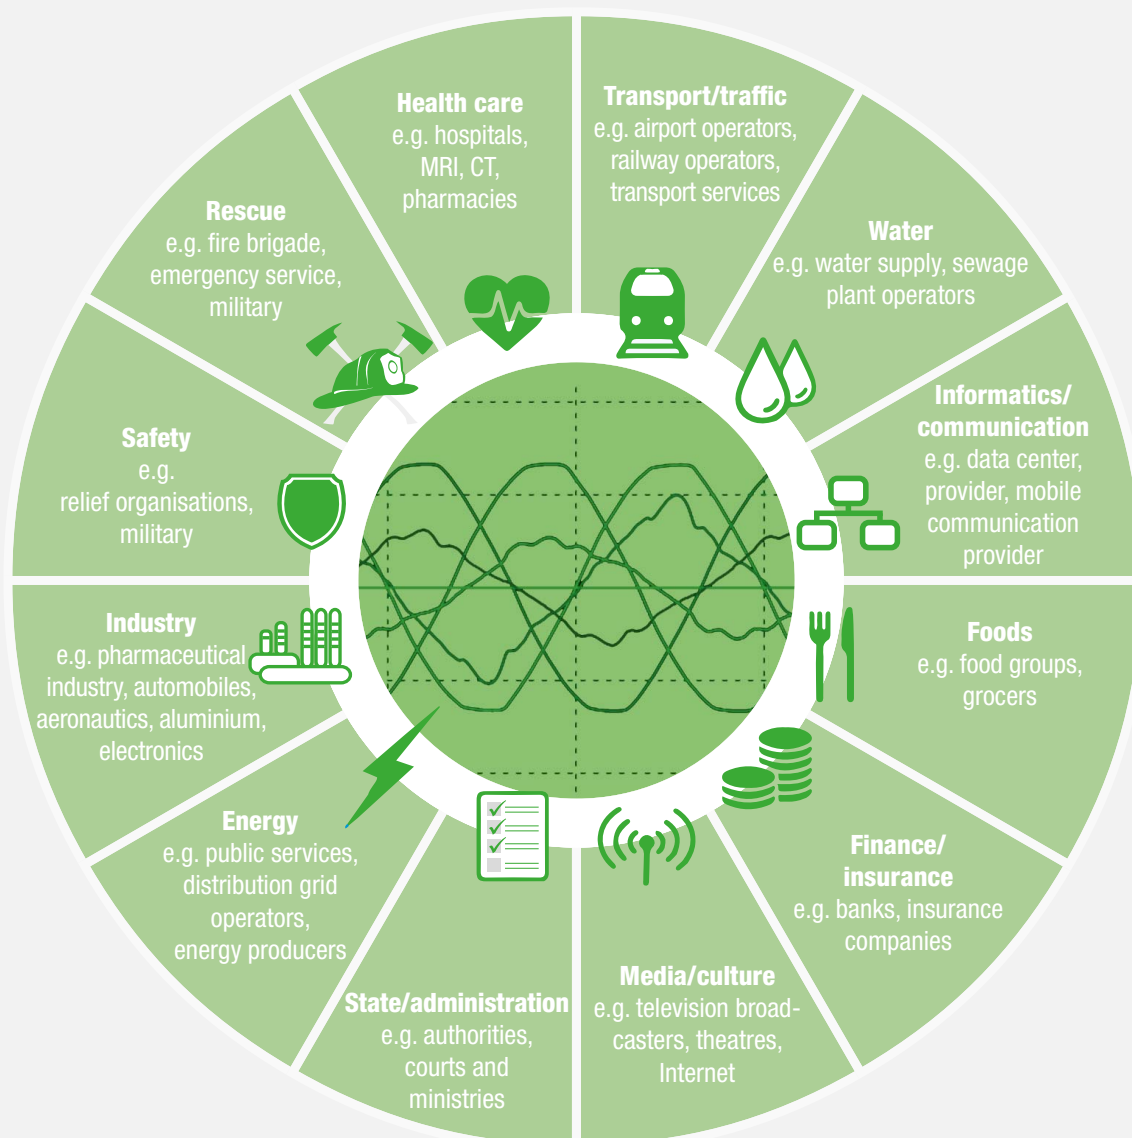 Health care
e.g. hospitals,
MRI, CT,
pharmacies
Transport/traffic
e.g. airport operators,
railway operators,
transport services
Water
e.g. water supply, sewage
plant operators
Informatics/
communication
e.g. data center,
provider, mobile
communication
provider
Foods
e.g. food groups,
grocers
Finance/
insurance
e.g. banks, insurance
companies
Media/culture
e.g. television broad-
casters, theatres,
Internet
State/administration
e.g. authorities,
courts and
ministries
Energy
e.g. public services,
distribution grid
operators,
energy producers
Industry
e.g. pharmaceutical
industry, automobiles,
aeronautics, aluminium,
electronics
Safety
e.g.
relief organisations,
military
Rescue
e.g. fire brigade,
emergency service,
military